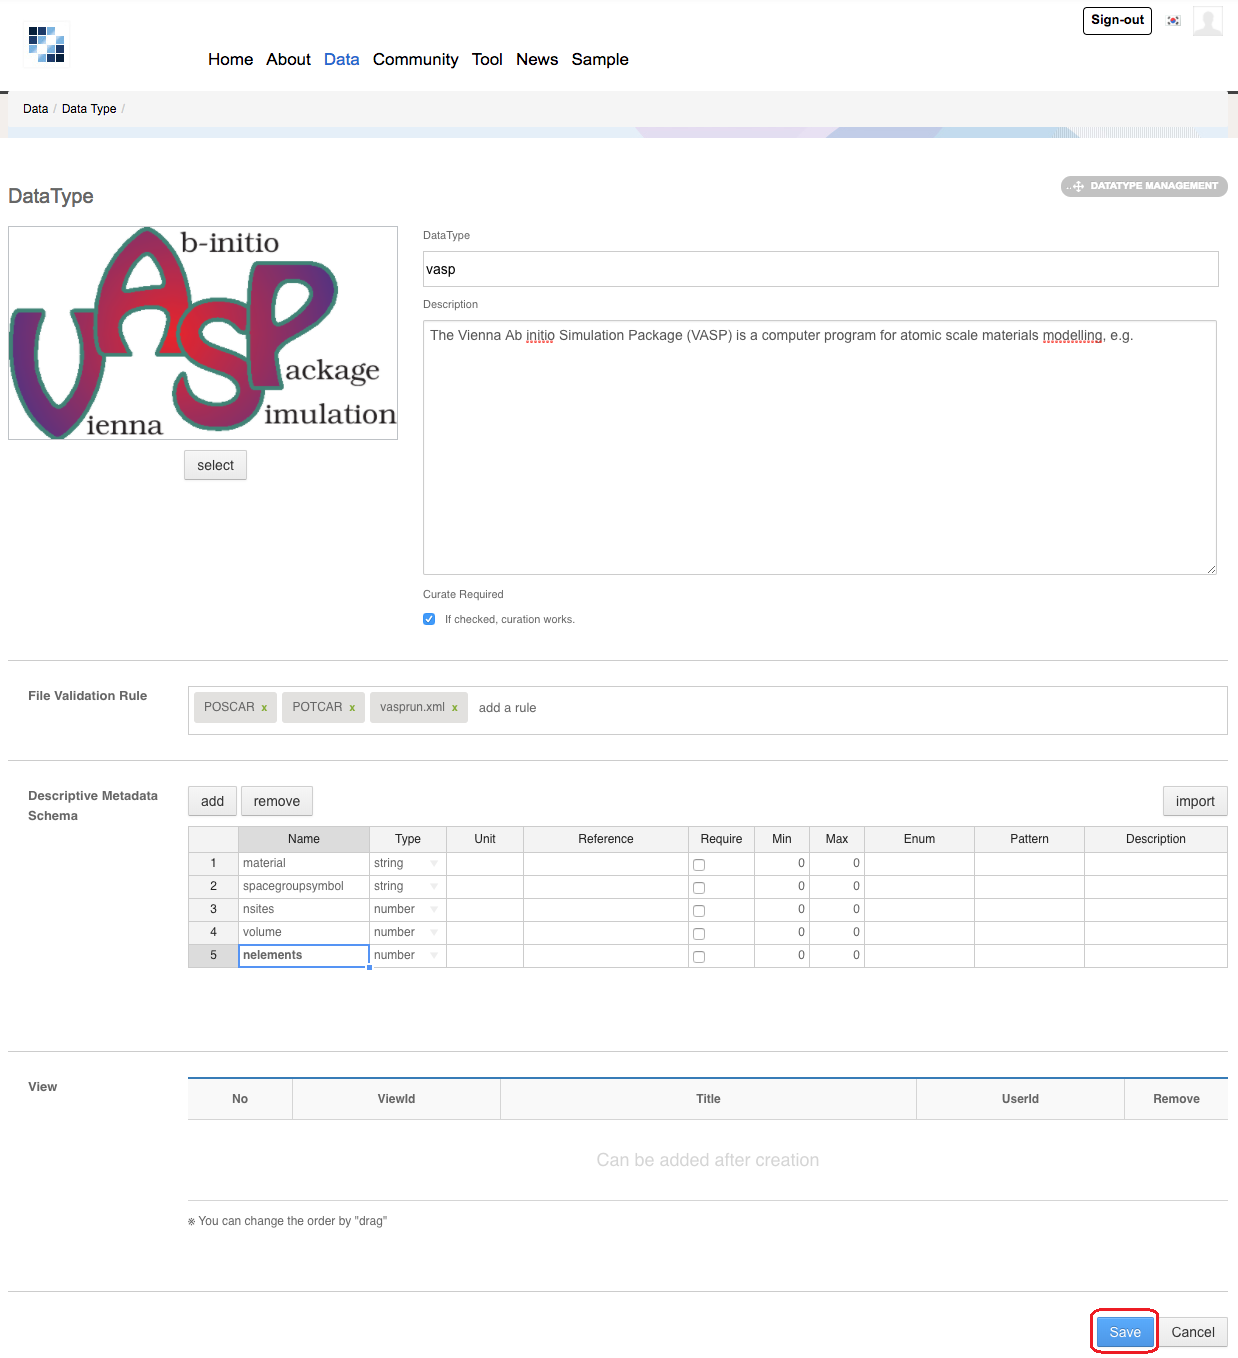 Sign-out
Home About Data Community Tool News Sample
Data / Data Type /
DataType
.. DATATYPE MANAGEMENT
b-initio
ackage
imulation
ienna
VASP
select
DataType
vasp
Description
The Vienna Ab initio Simulation Package (VASP) is a computer program for atomic scale materials modelling, e.g.
Curate Required
If checked, curation works.
File Validation Rule
POSCAR x POTCAR x vasprun.xml x add a rule
Descriptive Metadata
Schema
add remove import
Name Type Unit Reference Require Min Max Enum Pattern Description
1 material string 0 0
2 spacegroupsymbol string 0 0
3 nsites number 0 0
4 volume number 0 0
5 nelements number 0 0
View
No ViewId Title UserId Remove
Can be added after creation
※ You can change the order by "drag"
Save Cancel